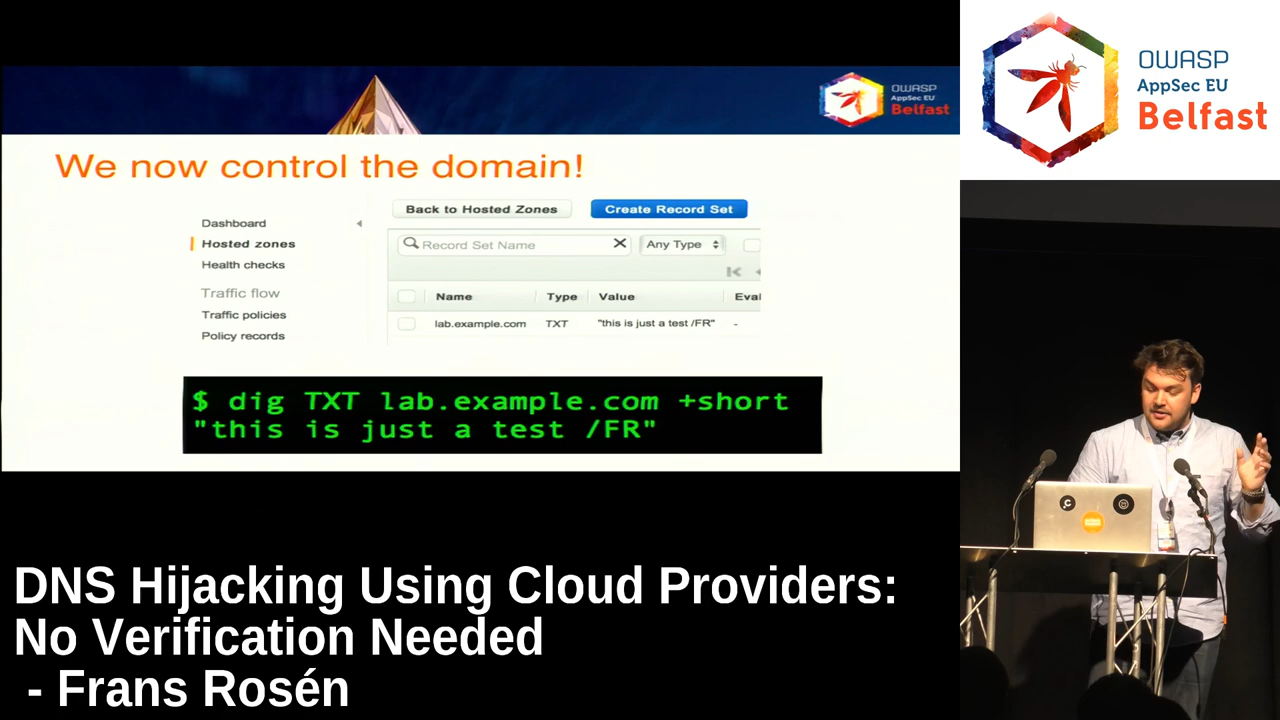 OWASP
AppSec EU
Belfast
OWASP
AppSec EU
Belfast
We now control the domain!
Back to Hosted Zones
Create Record Set
Dashboard
Hosted zones
Health checks
Traffic flow
Traffic policies
Policy records
Record Set Name
Any Type
Name Type Value Eval
lab.example.com TXT "this is just a test /FR" -
$ dig TXT lab.example.com +short
"this is just a test /FR"
DNS Hijacking Using Cloud Providers:
No Verification Needed
- Frans Rosén